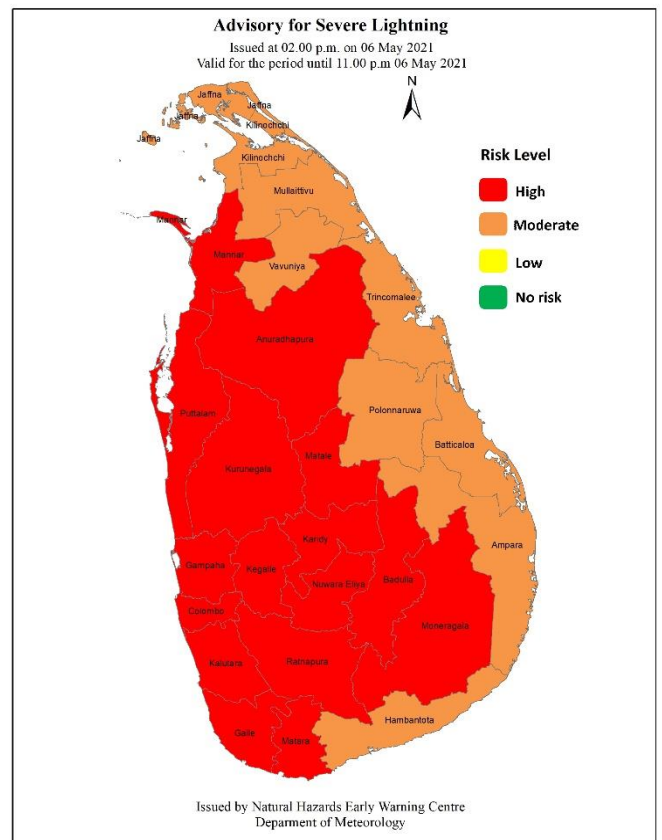 Advisory for Severe Lightning
Issued at 02.00 p.m. on 06 May 2021
Valid for the period until 11.00 p.m 06 May 2021
N
Jaffna
Jaffna
Jaffna
Kilinochchi
Jaffna
Kilinochchi
Risk Level
High
Moderate
Low
No risk
Mullaittivu
Mannar
Mannar
Vavuniya
Trincomalee
Anuradhapura
Polonnaruwa
Puttalam
Batticaloa
Matale
Kurunegala
Kandy
Ampara
Gampaha
Kegalle
Nuwara Eliya
Badulla
Colombo
Moneragala
Kalutara
Ratnapura
Hambantota
Galle
Matara
Issued by Natural Hazards Early Warning Centre
Deparment of Meteorology